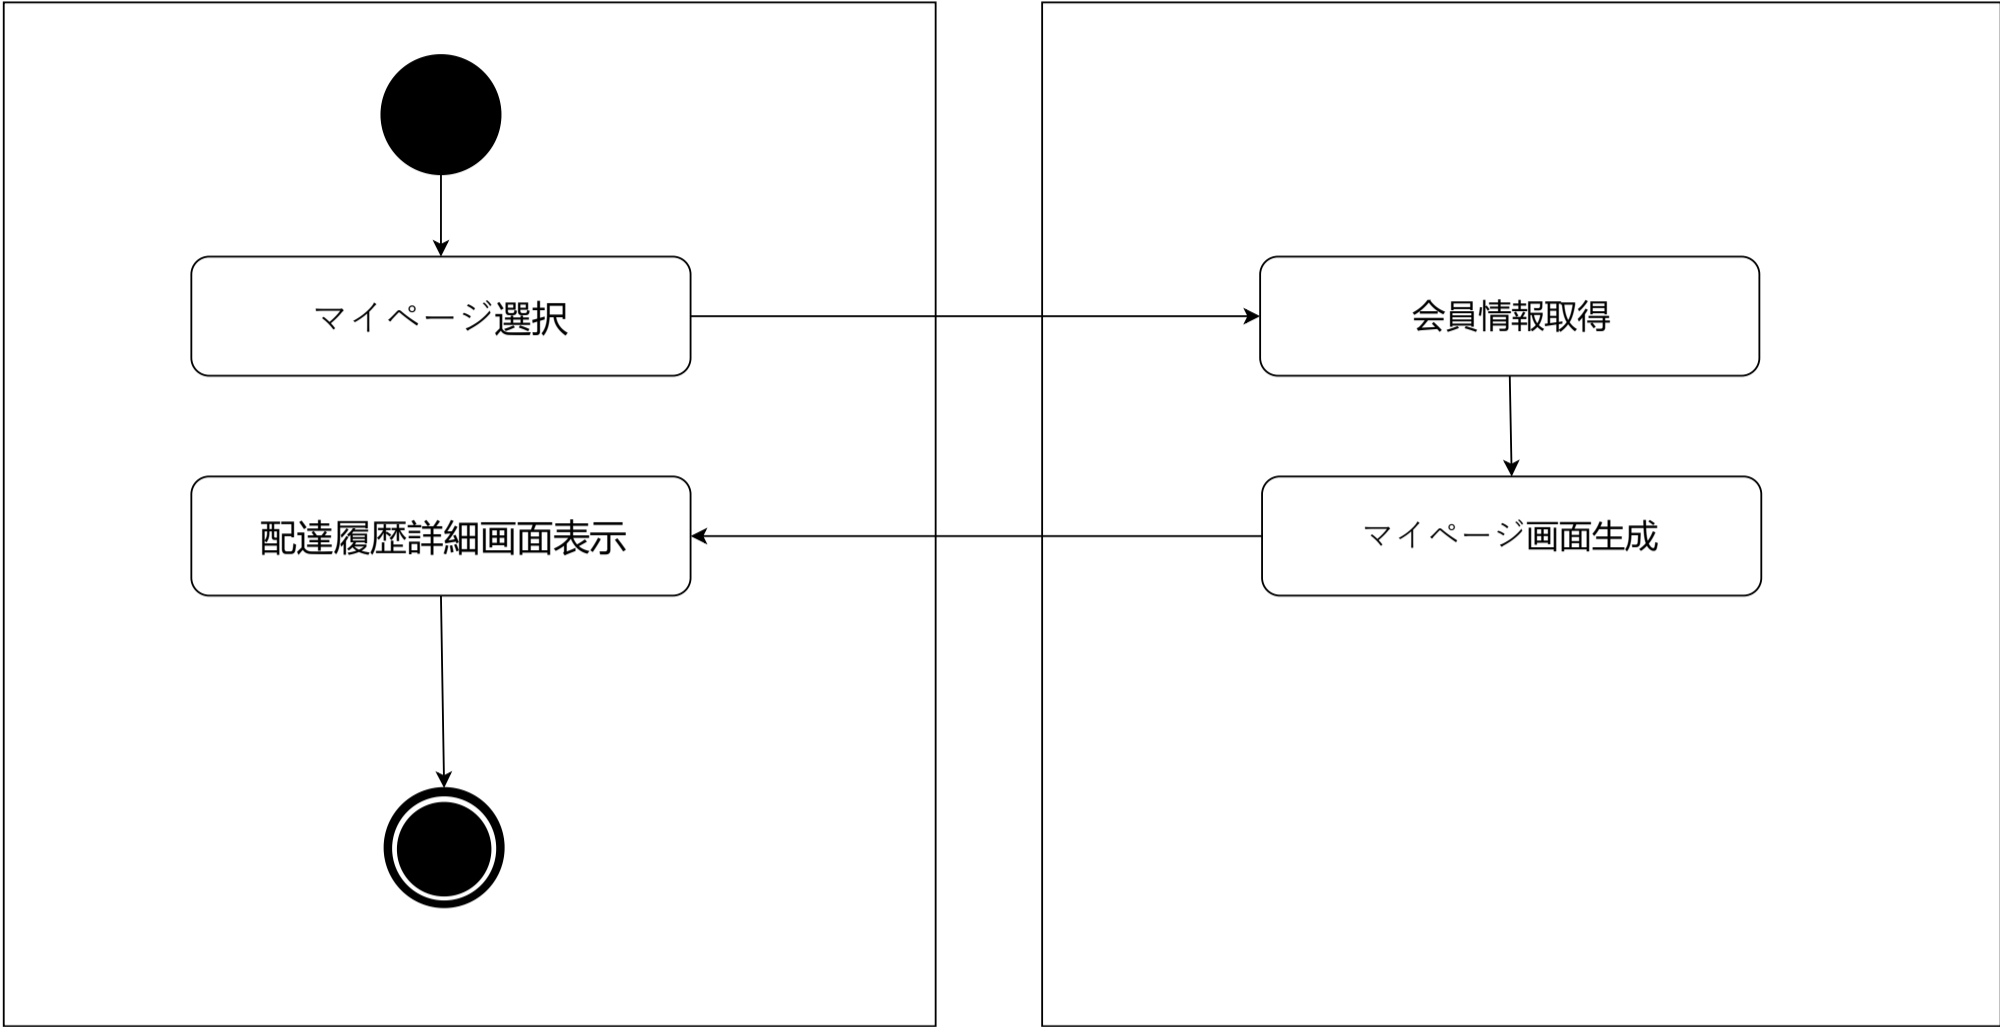 マイページ選択
会員情報取得
配達履歴詳細画面表示
マイページ画面生成